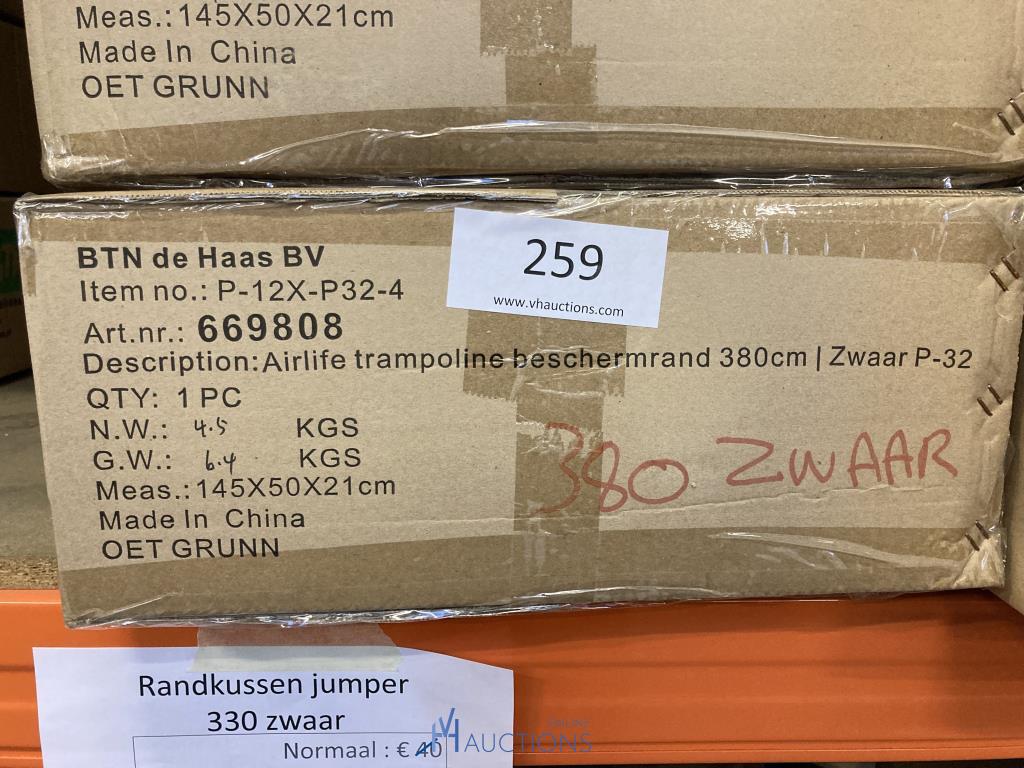 Meas.:145X50X21cm
Made In China
OET GRUNN
BTN de Haas BV
Item no.: P-12X-P32-4
Art.nr.: 669808
Description:Airlife trampoline beschermrand 380cm | Zwaar P-32
QTY: 1 PC
N.W.: 4.5 KGS
G.W.: 6.4 KGS
Meas.:145X50X21cm
Made In China
OET GRUNN
259
www.vhauctions.com
380 ZWAAR
Randkussen jumper
330 zwaar
Normaal : €
VH ONLINE
AUCTIONS